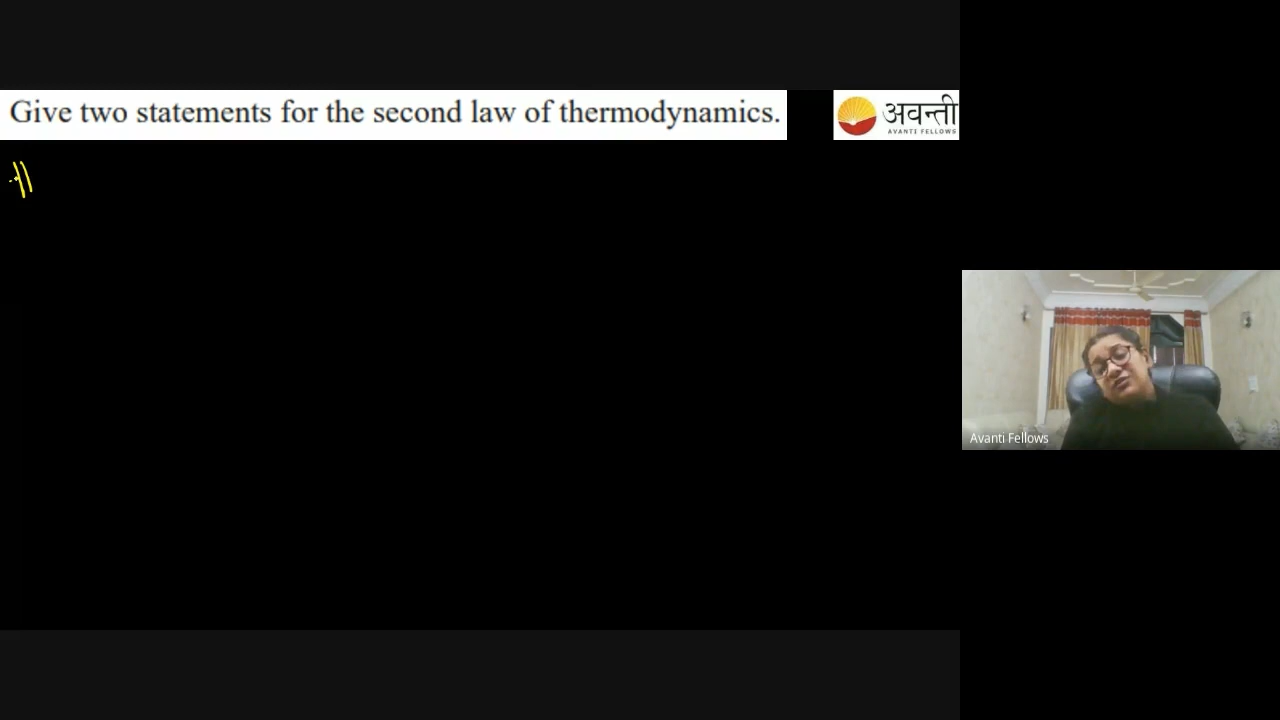 Give two statements for the second law of thermodynamics.
अवन्ती
AVANTI FELLOWS
Avanti Fellows